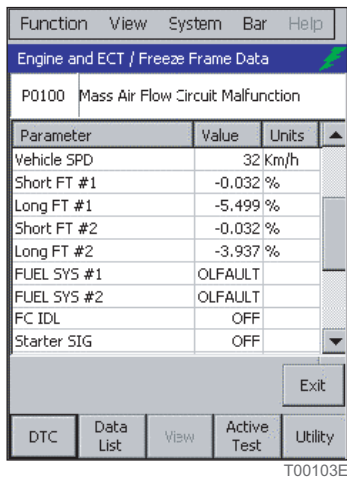 Function View System Bar Help
Engine and ECT / Freeze Frame Data
P0100 Mass Air Flow Circuit Malfunction
Parameter Value Units
Vehicle SPD 32 Km/h
Short FT #1 -0.032 %
Long FT #1 -5.499 %
Short FT #2 -0.032 %
Long FT #2 -3.937 %
FUEL SYS #1 OLFAULT
FUEL SYS #2 OLFAULT
FC IDL OFF
Starter SIG OFF
Exit
DTC Data List View Active Test Utility
T00103E